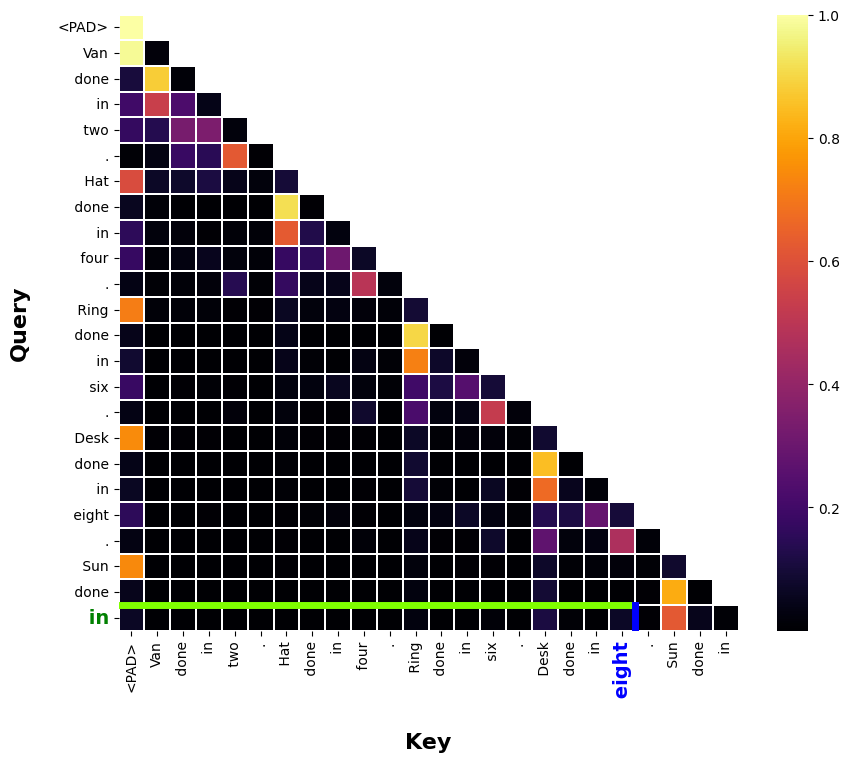 <PAD>
Van
done
in
two
.
Hat
done
in
four
.
Ring
done
in
six
.
Desk
done
in
eight
.
Sun
done
in
Query
<PAD>
Van
done
in
two
.
Hat
done
in
four
.
Ring
done
in
six
.
Desk
done
in
eight
.
Sun
done
in
Key
1.0
0.8
0.6
0.4
0.2